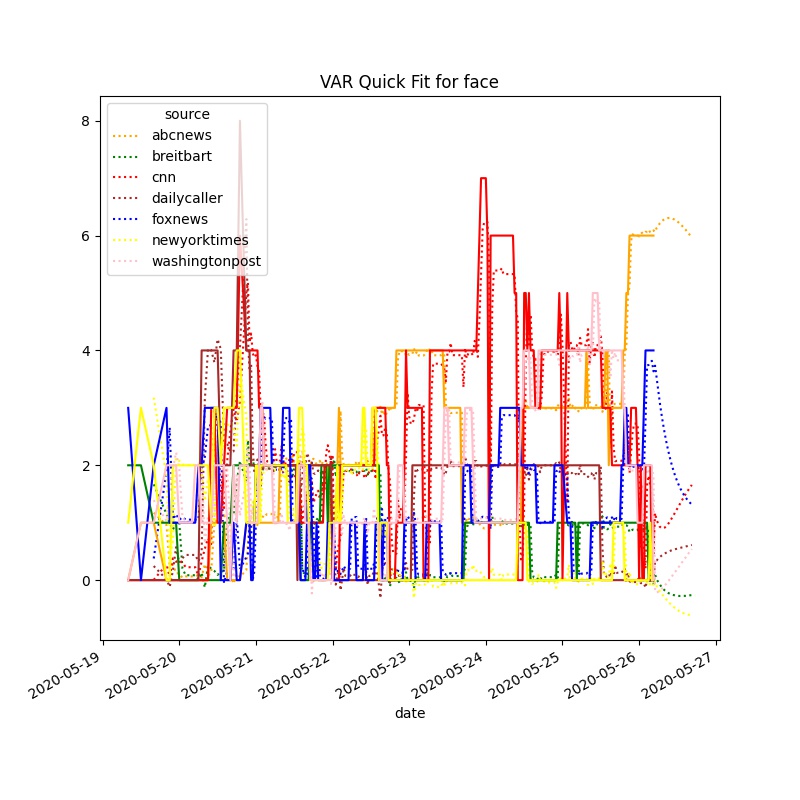 VAR Quick Fit for face
source
abcnews
breitbart
cnn
dailycaller
foxnews
newyorktimes
washingtonpost
8
6
4
2
0
2020-05-19
2020-05-20
2020-05-21
2020-05-22
2020-05-23
2020-05-24
2020-05-25
2020-05-26
2020-05-27
date